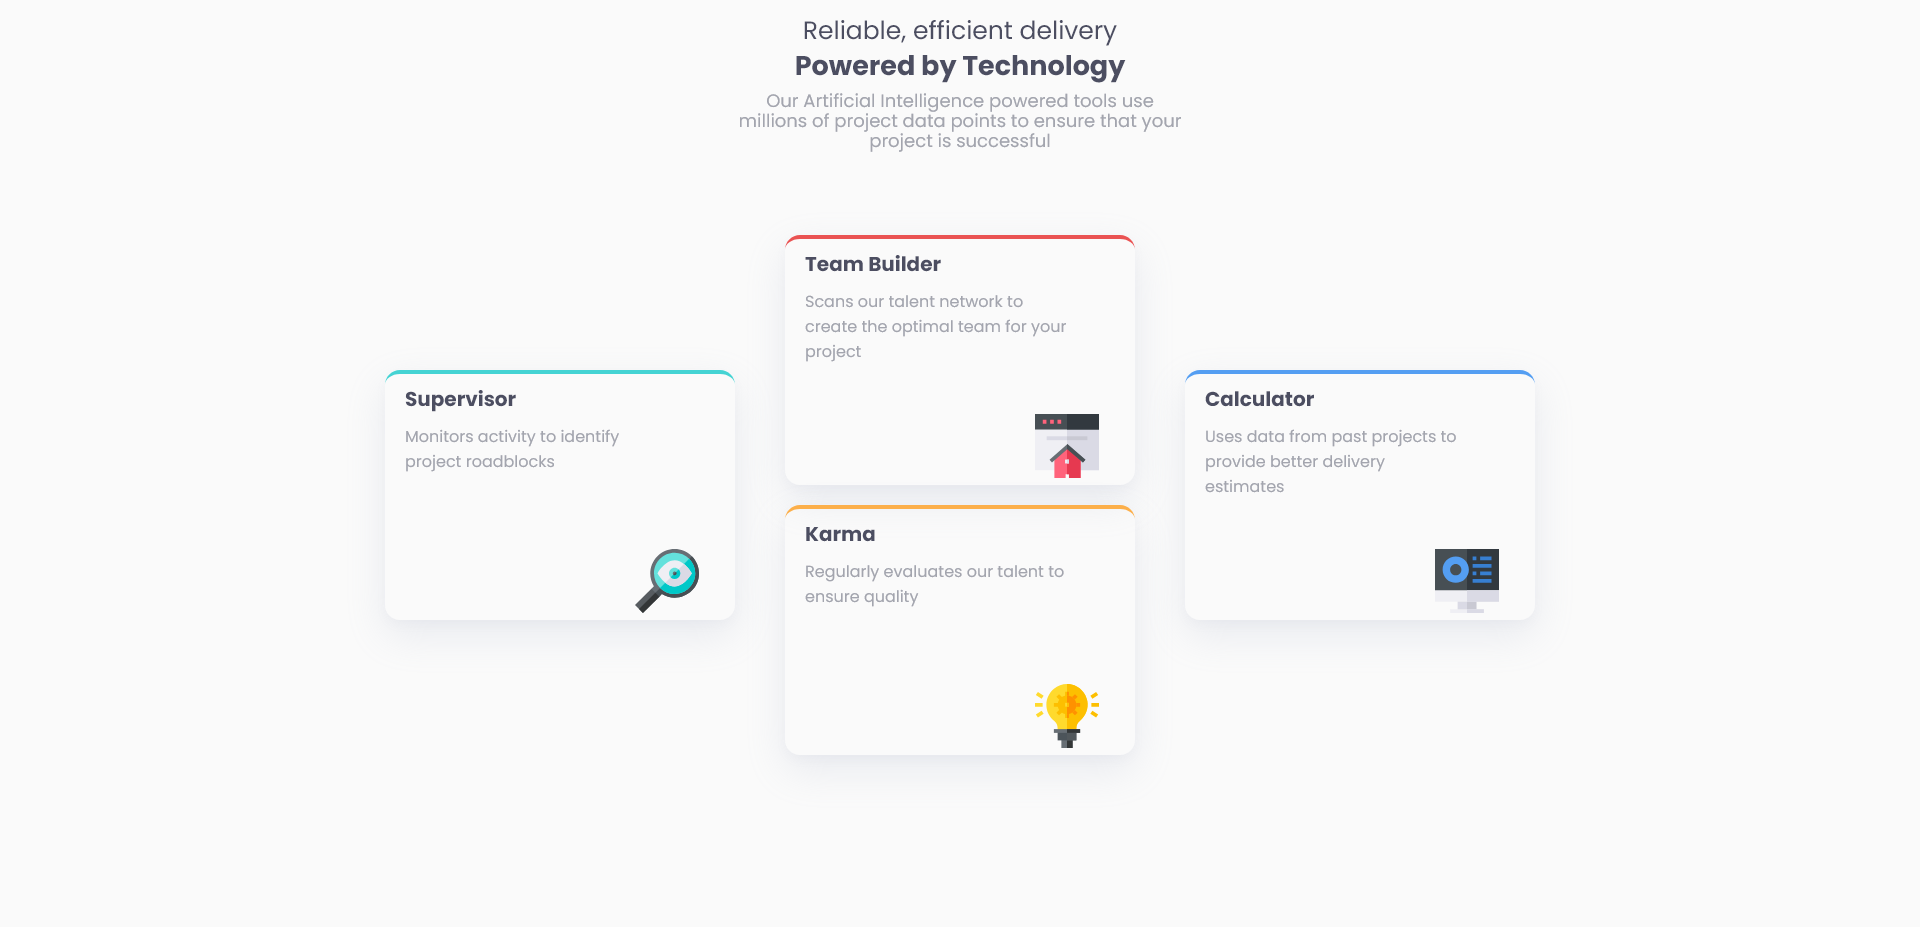 Reliable, efficient delivery
Powered by Technology
Our Artificial Intelligence powered tools use
millions of project data points to ensure that your
project is successful
Supervisor
Monitors activity to identify
project roadblocks
Team Builder
Scans our talent network to
create the optimal team for your
project
Karma
Regularly evaluates our talent to
ensure quality
Calculator
Uses data from past projects to
provide better delivery
estimates